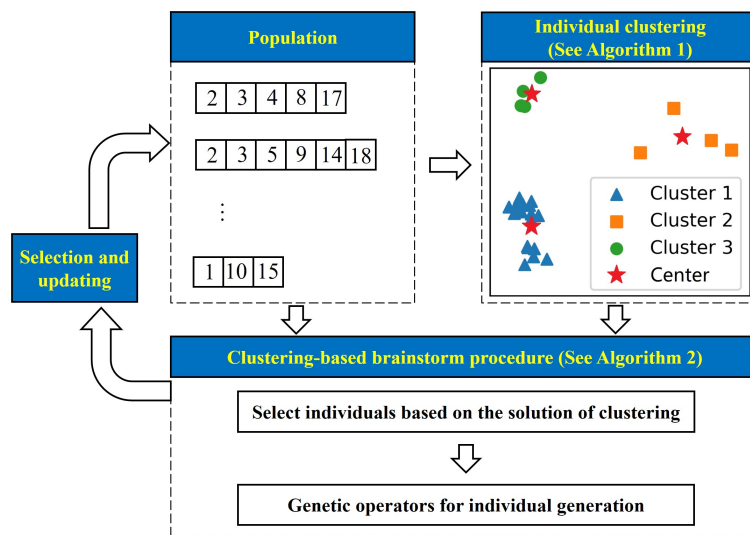 Population
2 3 4 8 17
2 3 5 9 14 18
⋮
1 10 15
Individual clustering
(See Algorithm 1)
Cluster 1
Cluster 2
Cluster 3
Center
Selection and
updating
Clustering-based brainstorm procedure (See Algorithm 2)
Select individuals based on the solution of clustering
Genetic operators for individual generation